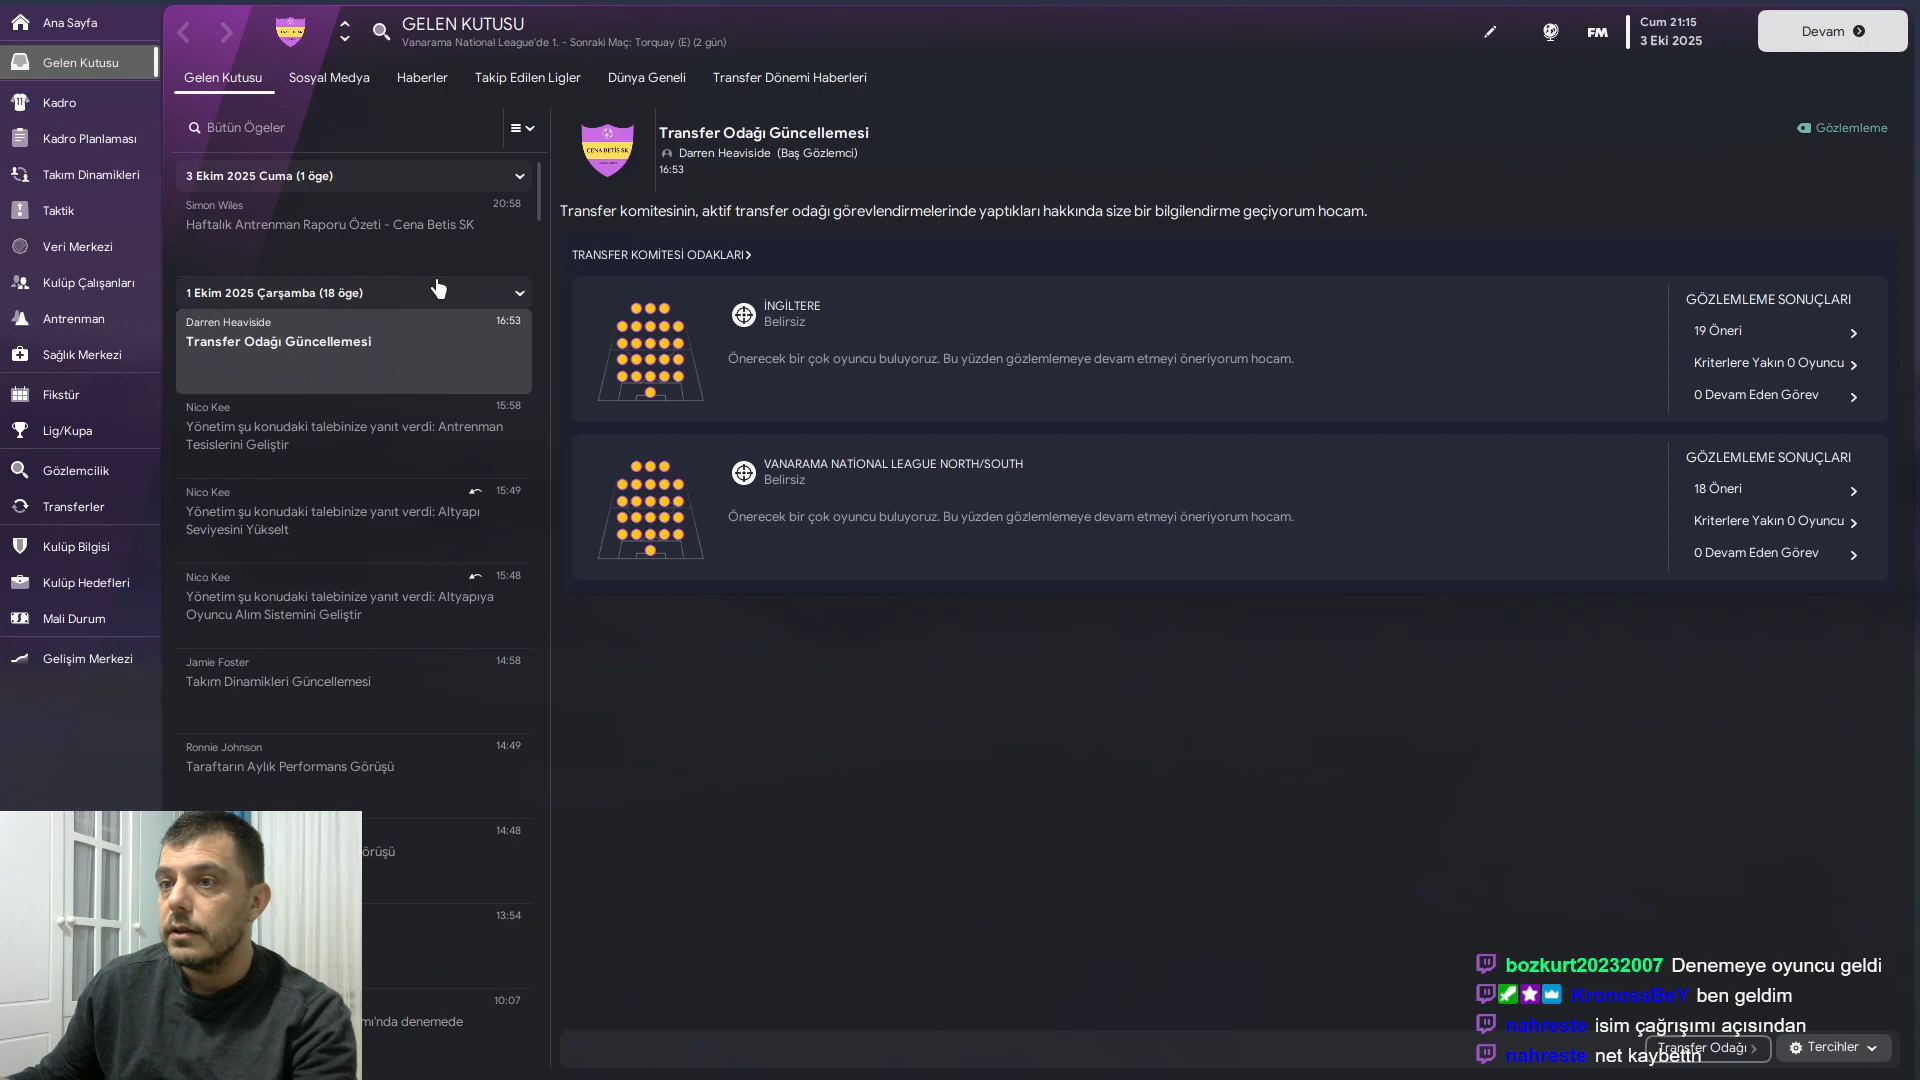 Ana Sayfa
Gelen Kutusu
Kadro
Kadro Planlaması
Takım Dinamikleri
Taktik
Veri Merkezi
Kulüp Çalışanları
Antrenman
Sağlık Merkezi
Fikstür
Lig/Kupa
Gözlemcilik
Transferler
Kulüp Bilgisi
Kulüp Hedefleri
Mali Durum
Gelişim Merkezi
GELEN KUTUSU
Vanarama National League'de 1. - Sonraki Maç: Torquay (E) (2 gün)
FM
Cum 21:15
3 Eki 2025
Devam
Gelen Kutusu Sosyal Medya Haberler Takip Edilen Ligler Dünya Geneli Transfer Dönemi Haberleri
Bütün Ögeler
3 Ekim 2025 Cuma (1 öge)
Simon Wiles 20:58
Haftalık Antrenman Raporu Özeti - Cena Betis SK
1 Ekim 2025 Çarşamba (18 öge)
Darren Heaviside 16:53
Transfer Odağı Güncellemesi
Nico Kee 15:58
Yönetim şu konudaki talebinize yanıt verdi: Antrenman
Tesislerini Geliştir
Nico Kee 15:49
Yönetim şu konudaki talebinize yanıt verdi: Altyapı
Seviyesini Yükselt
Nico Kee 15:48
Yönetim şu konudaki talebinize yanıt verdi: Altyapıya
Oyuncu Alım Sistemini Geliştir
Jamie Foster 14:58
Takım Dinamikleri Güncellemesi
Ronnie Johnson 14:49
Taraftarın Aylık Performans Görüşü
14:48
örüşü
13:54
10:07
mı'nda denemede
CENA BETİS SK
Transfer Odağı Güncellemesi
Darren Heaviside (Baş Gözlemci)
16:53
Gözlemleme
Transfer komitesinin, aktif transfer odağı görevlendirmelerinde yaptıkları hakkında size bir bilgilendirme geçiyorum hocam.
TRANSFER KOMİTESİ ODAKLARI
İNGİLTERE
Belirsiz
Önerecek bir çok oyuncu buluyoruz. Bu yüzden gözlemlemeye devam etmeyi öneriyorum hocam.
GÖZLEMLEME SONUÇLARI
19 Öneri
Kriterlere Yakın 0 Oyuncu
0 Devam Eden Görev
VANARAMA NATİONAL LEAGUE NORTH/SOUTH
Belirsiz
Önerecek bir çok oyuncu buluyoruz. Bu yüzden gözlemlemeye devam etmeyi öneriyorum hocam.
GÖZLEMLEME SONUÇLARI
18 Öneri
Kriterlere Yakın 0 Oyuncu
0 Devam Eden Görev
bozkurt20232007 Denemeye oyuncu geldi
KronossBeY ben geldim
nahreste isim çağrışımı açısından
nahreste net kaybettn
Transfer Odağı
Tercihler